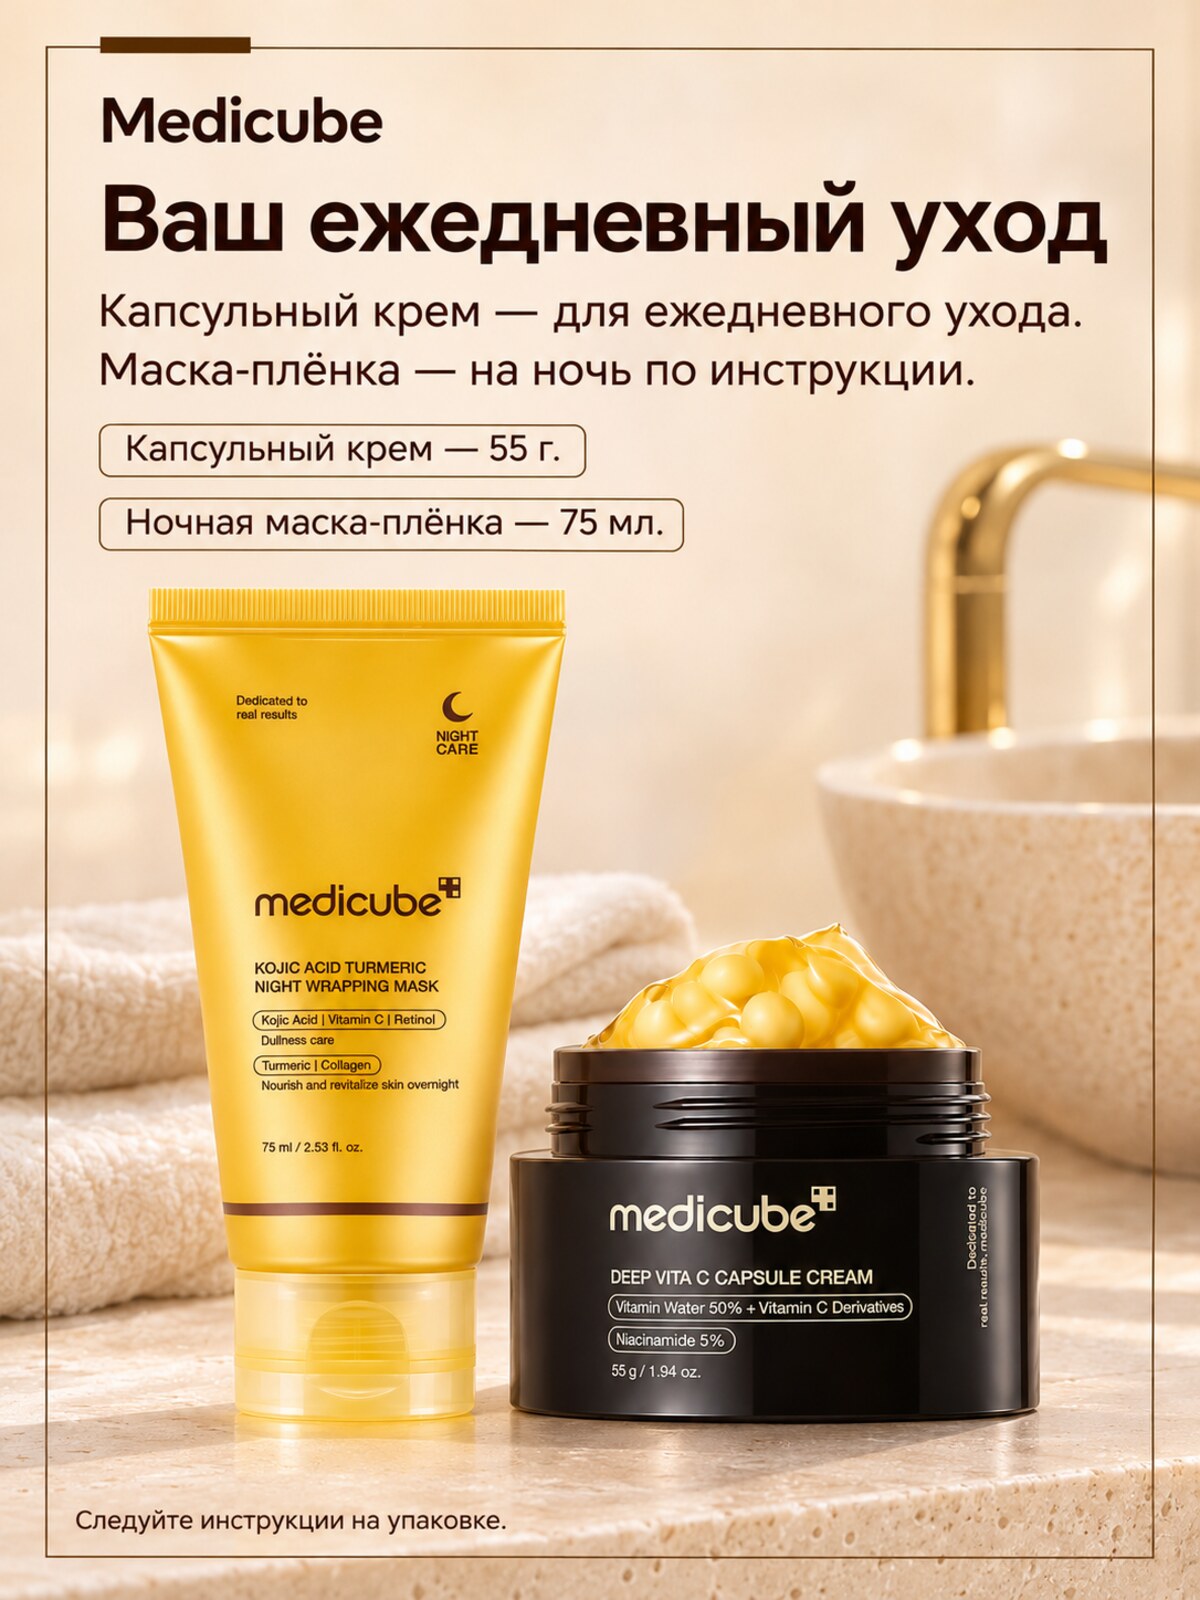 Medicube
Ваш ежедневный уход
Капсульный крем — для ежедневного ухода.
Маска-плёнка — на ночь по инструкции.
Капсульный крем — 55 г.
Ночная маска-плёнка — 75 мл.
Dedicated to
real results
NIGHT
CARE
medicube
KOJIC ACID TURMERIC
NIGHT WRAPPING MASK
Kojic Acid | Vitamin C | Retinol
Dullness care
Turmeric | Collagen
Nourish and revitalize skin overnight
75 ml / 2.53 fl. oz.
medicube
DEEP VITA C CAPSULE CREAM
Vitamin Water 50% + Vitamin C Derivatives
Niacinamide 5%
55 g / 1.94 oz.
to
real medicube
Следуйте инструкции на упаковке.